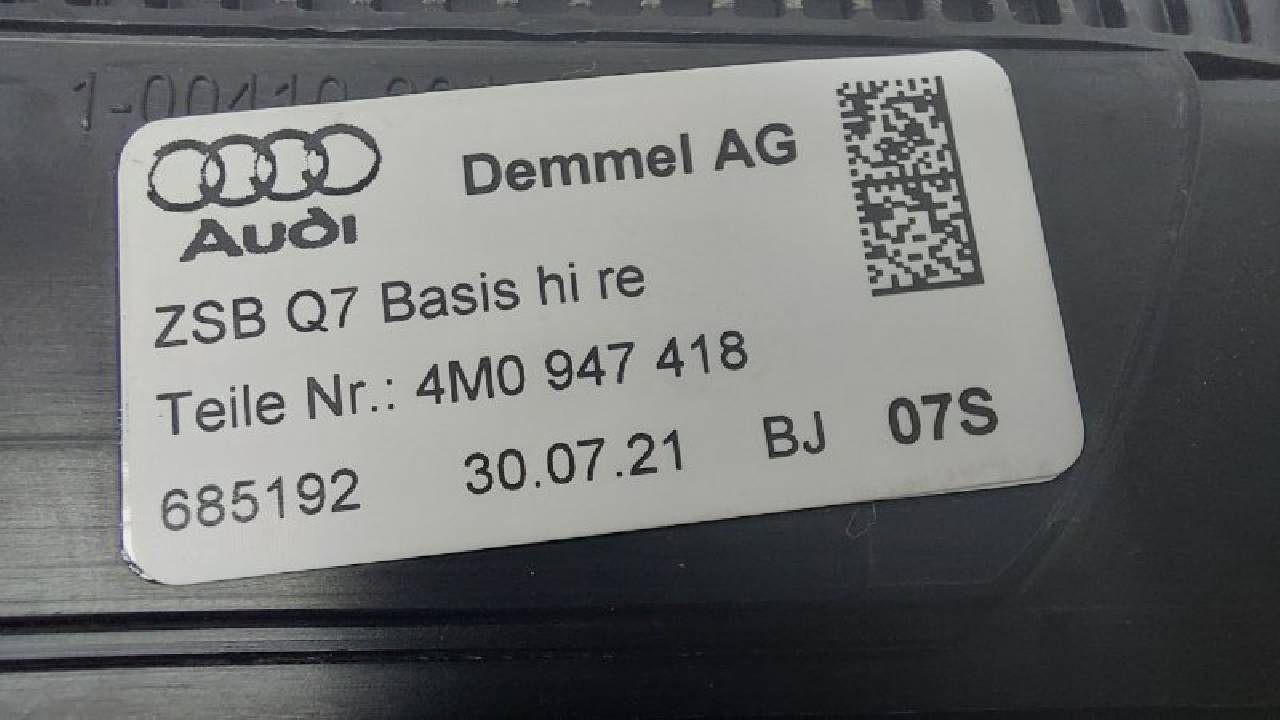 Audi
Demmel AG
ZSB Q7 Basis hi re
Teile Nr.: 4M0 947 418
685192 30.07.21 BJ 07S